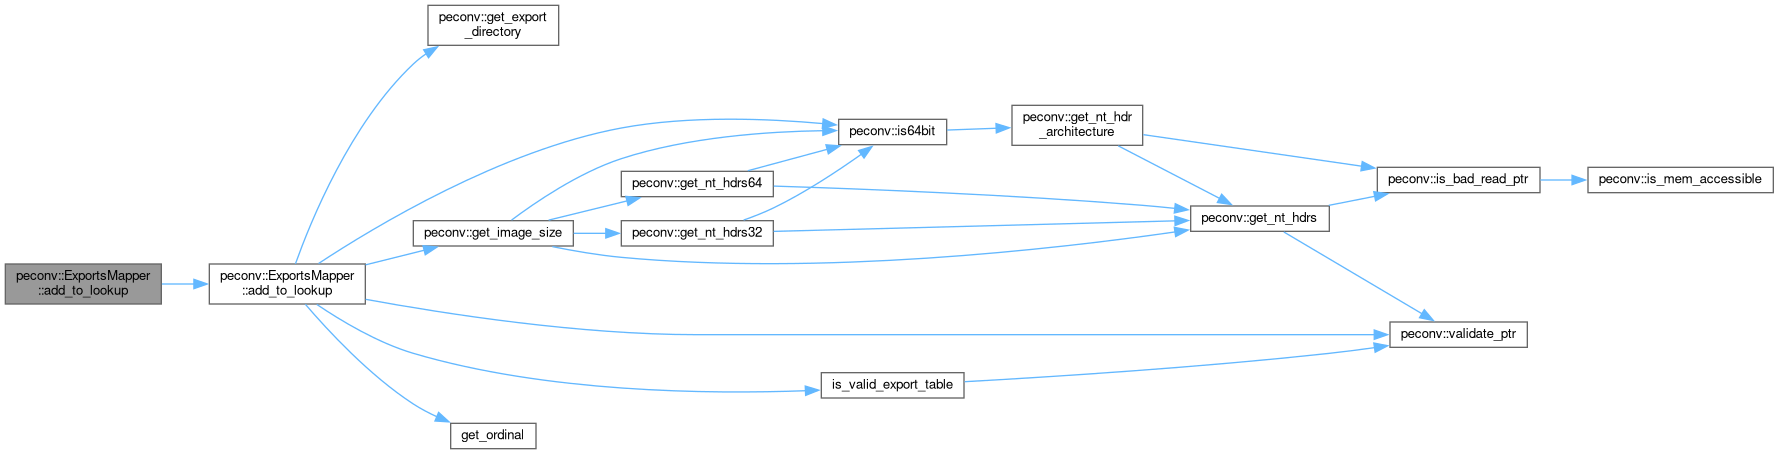 peconv::get_export
_directory
peconv::is64bit
peconv::get_nt_hdr
_architecture
peconv::get_nt_hdrs64
peconv::is_bad_read_ptr
peconv::is_mem_accessible
peconv::get_image_size
peconv::get_nt_hdrs32
peconv::get_nt_hdrs
peconv::ExportsMapper
::add_to_lookup
peconv::ExportsMapper
::add_to_lookup
peconv::validate_ptr
is_valid_export_table
get_ordinal